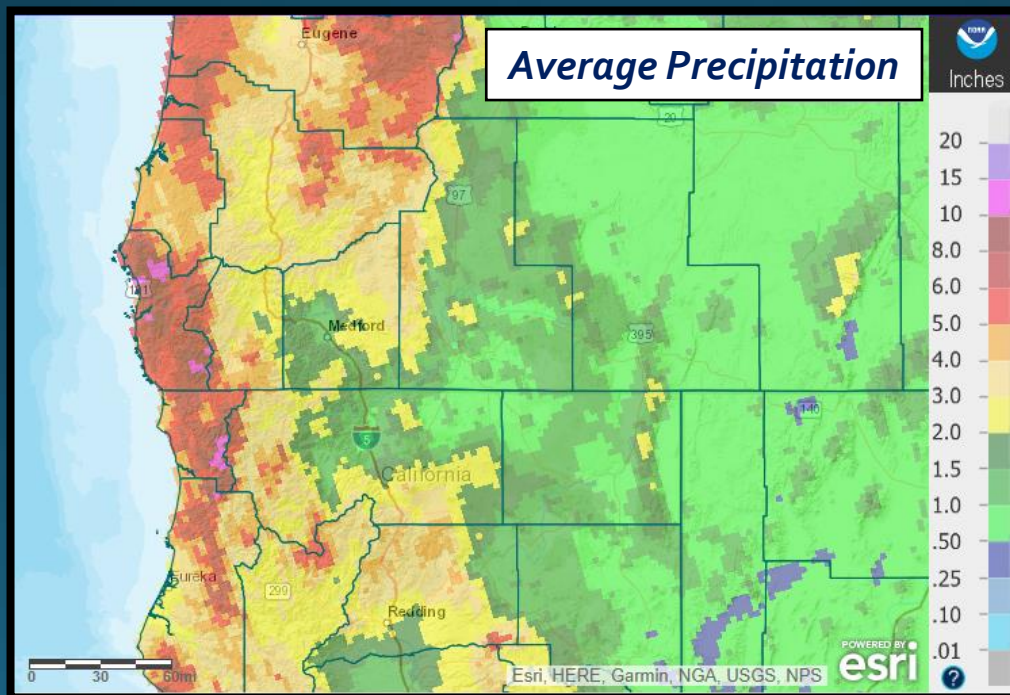 Eugene
Average Precipitation
noaa
Inches
20
97
Medford
101
395
5
140
California
Eureka
299
Redding
20
15
10
8.0
6.0
5.0
4.0
3.0
2.0
1.5
1.0
.50
.25
.10
.01
0 30 60mi
Esri, HERE, Garmin, NGA, USGS, NPS
POWERED BY
esri
?